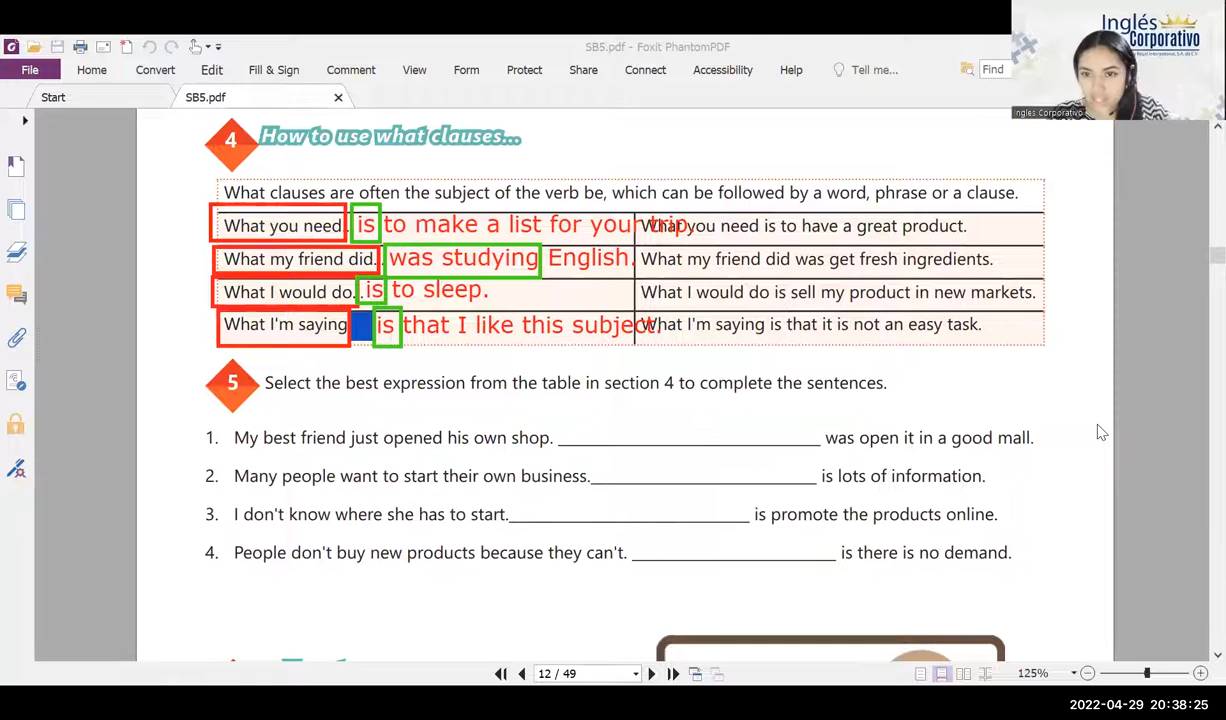 Inglés
Corporativo
SB5.pdf - Foxit PhantomPDF
File Home Convert Edit Fill & Sign Comment View Form Protect Share Connect Accessibility Help Tell me... Find
Ingles Corporativo
Start SB5.pdf
4 How to use what clauses...
What clauses are often the subject of the verb be, which can be followed by a word, phrase or a clause.
What you need.. is to make a list for your trip. What you need is to have a great product.
What my friend did.. was studying English. What my friend did was get fresh ingredients.
What I would do.. is to sleep. What I would do is sell my product in new markets.
What I'm saying is that I like this subject. What I'm saying is that it is not an easy task.
5 Select the best expression from the table in section 4 to complete the sentences.
1. My best friend just opened his own shop. ____________________ was open it in a good mall.
2. Many people want to start their own business. ____________________ is lots of information.
3. I don't know where she has to start. ____________________ is promote the products online.
4. People don't buy new products because they can't. ____________________ is there is no demand.
12 / 49 125%
2022-04-29 20:38:25